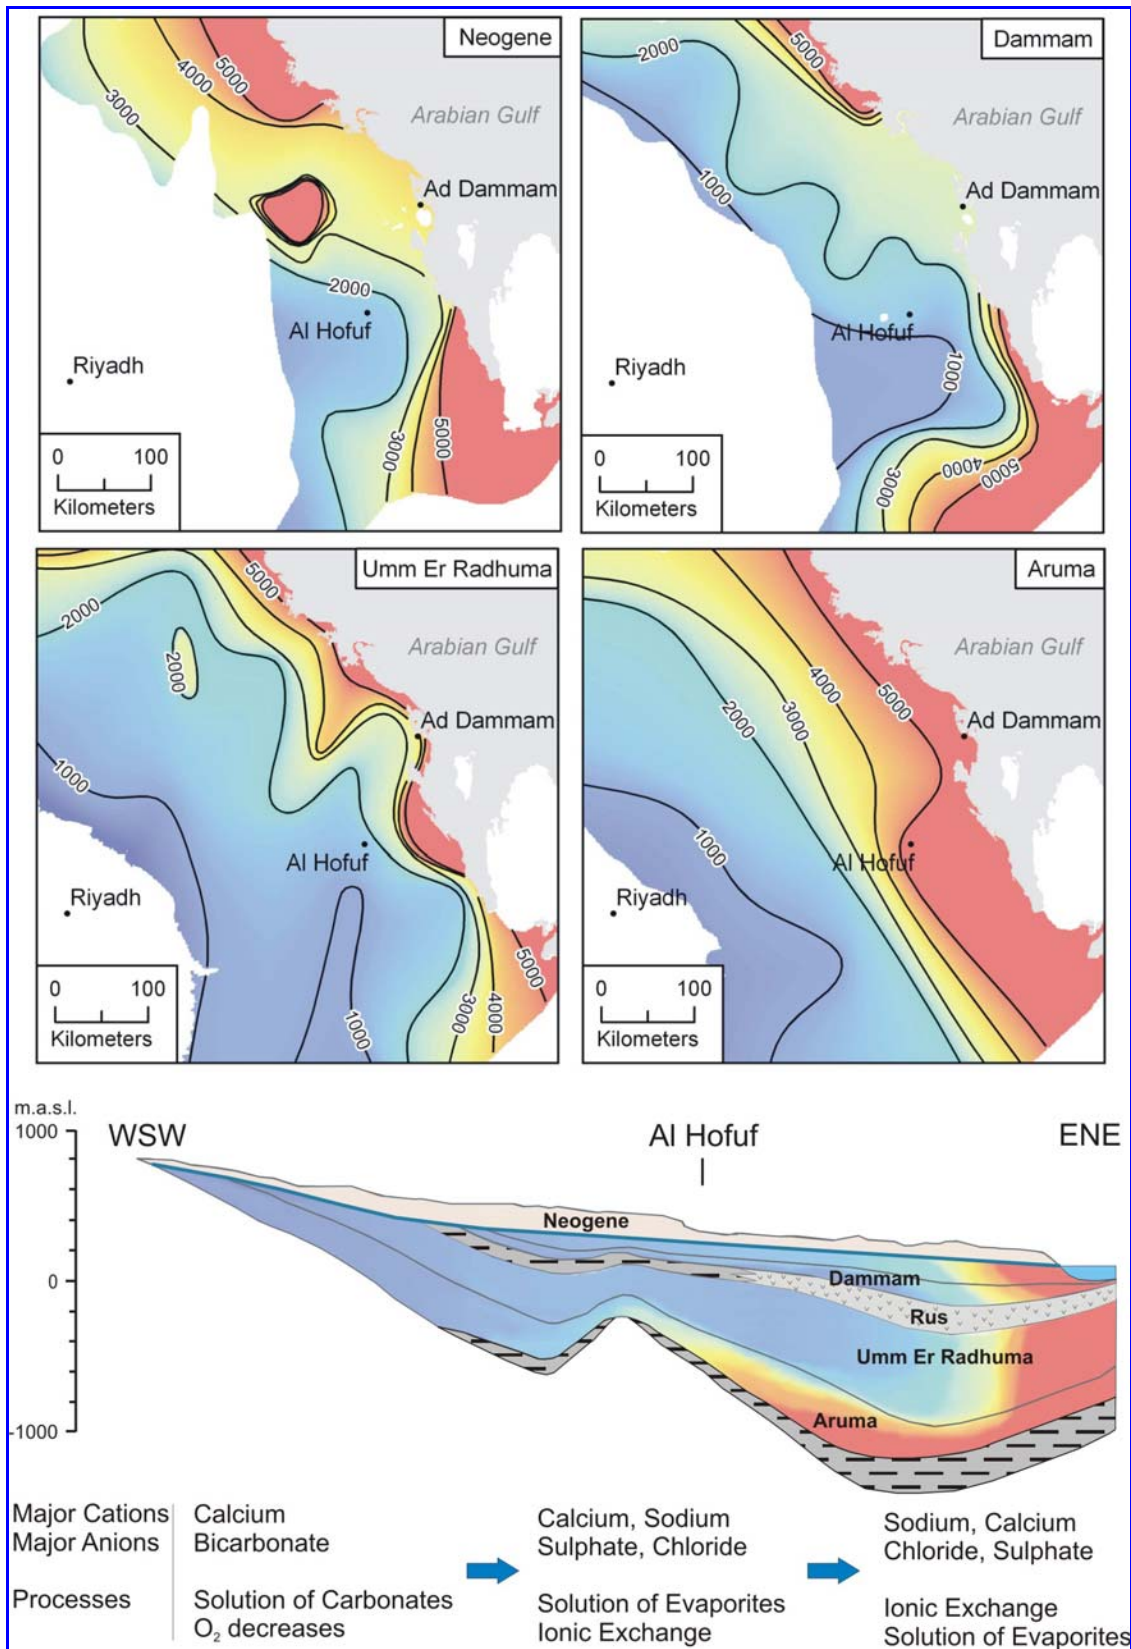 Neogene
5000
4000
3000
Arabian Gulf
Ad Dammam
2000
Al Hofuf
Riyadh
3000
5000
0 100
Kilometers
Dammam
2000
5000
Arabian Gulf
1000
Ad Dammam
Al Hofuf
1000
Riyadh
3000
4000
5000
0 100
Kilometers
Umm Er Radhuma
5000
2000
Arabian Gulf
2000
Ad Dammam
1000
Al Hofuf
Riyadh
5000
3000
4000
1000
0 100
Kilometers
Aruma
Arabian Gulf
4000
5000
2000
3000
Ad Dammam
1000
Al Hofuf
Riyadh
0 100
Kilometers
m.a.s.l.
1000
WSW
Al Hofuf
ENE
Neogene
0
Dammam
Rus
Umm Er Radhuma
Aruma
-1000
Major Cations
Major Anions
Calcium
Bicarbonate
Calcium, Sodium
Sulphate, Chloride
Sodium, Calcium
Chloride, Sulphate
Processes
Solution of Carbonates
O₂ decreases
Solution of Evaporites
Ionic Exchange
Ionic Exchange
Solution of Evaporites